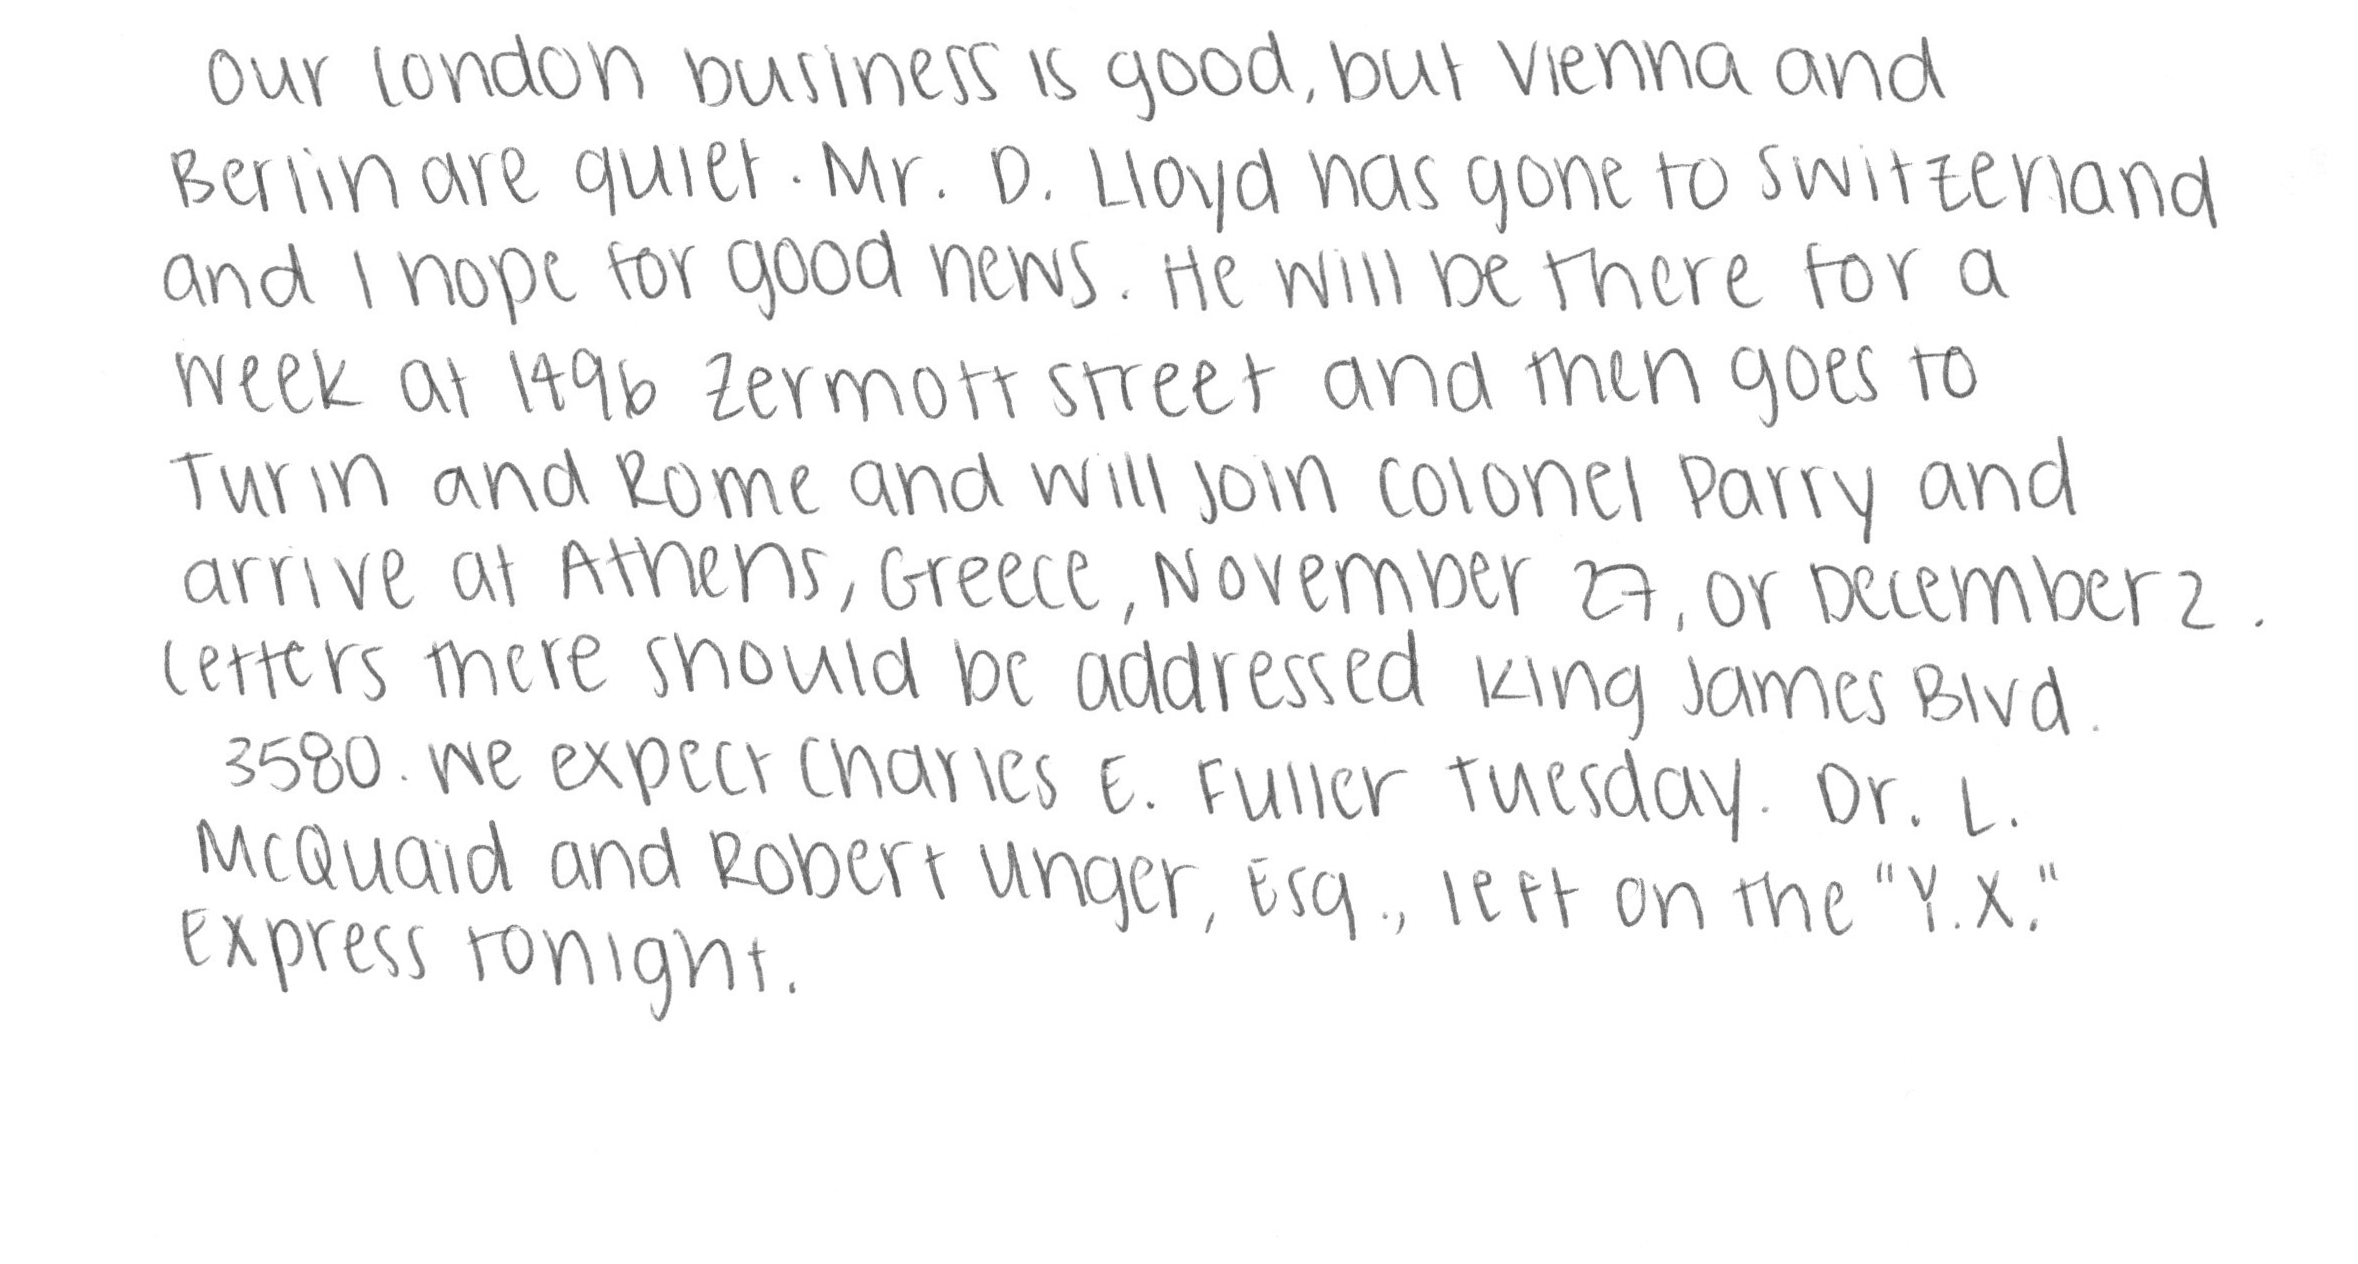 Our London business is good, but Vienna and
Berlin are quiet. Mr. D. Lloyd has gone to Switzerland
and I hope for good news. He will be there for a
week at 1496 Zermott Street and then goes to
Turin and Rome and will join Colonel Parry and
arrive at Athens, Greece, November 27, or December 2.
Letters there should be addressed King James Blvd.
3580. We expect Charles E. Fuller Tuesday. Dr. L.
McQuaid and Robert Unger, Esq., left on the "Y.X."
Express tonight.